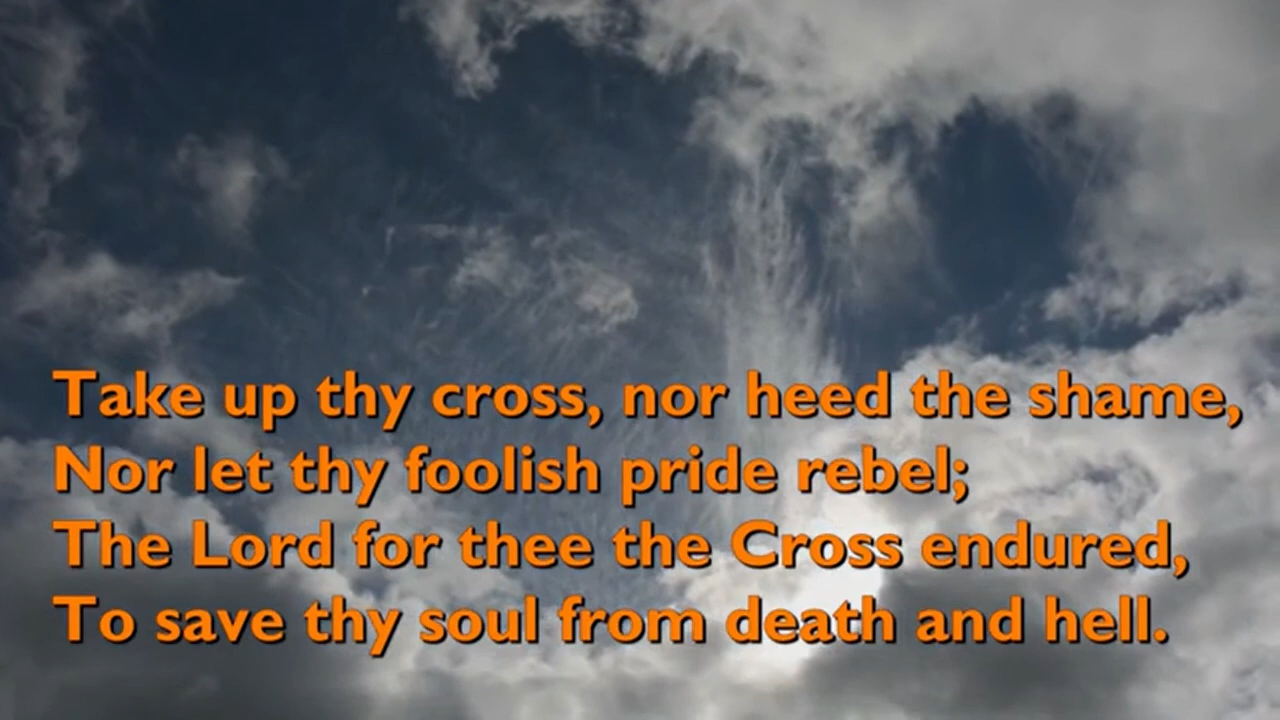 Take up thy cross, nor heed the shame,
Nor let thy foolish pride rebel;
The Lord for thee the Cross endured,
To save thy soul from death and hell.